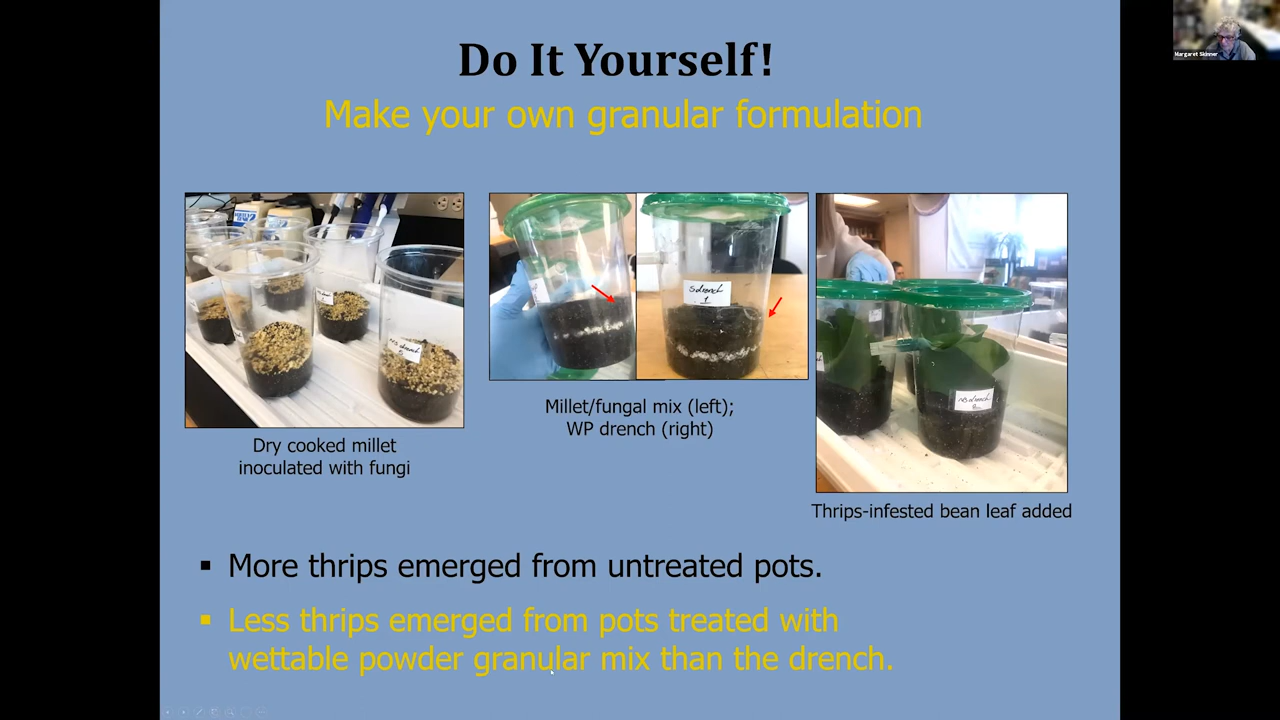 Do It Yourself!
Make your own granular formulation
Margaret Skinner
Dry cooked millet
inoculated with fungi
Millet/fungal mix (left);
WP drench (right)
Thrips-infested bean leaf added
▪ More thrips emerged from untreated pots.
▪ Less thrips emerged from pots treated with
wettable powder granular mix than the drench.